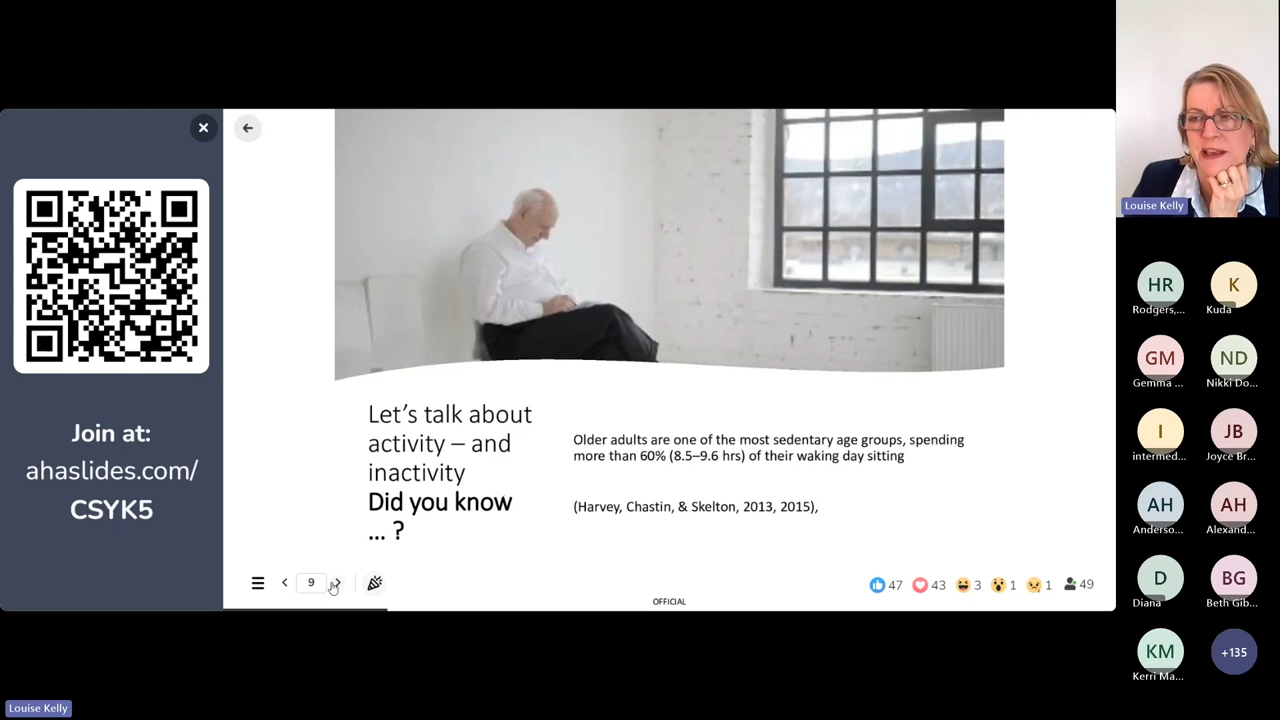 Join at:
ahaslides.com/
CSYK5
Let's talk about
activity – and
inactivity
Did you know
... ?
Older adults are one of the most sedentary age groups, spending
more than 60% (8.5–9.6 hrs) of their waking day sitting
(Harvey, Chastin, & Skelton, 2013, 2015),
9
47
43
3
1
1
49
OFFICIAL
Louise Kelly
HR
Rodgers,...
K
Kuda
GM
Gemma ...
ND
Nikki Do...
I
intermed...
JB
Joyce Br...
AH
Anderso...
AH
Alexand...
D
Diana
BG
Beth Gib...
KM
Kerri Ma...
+135
Louise Kelly